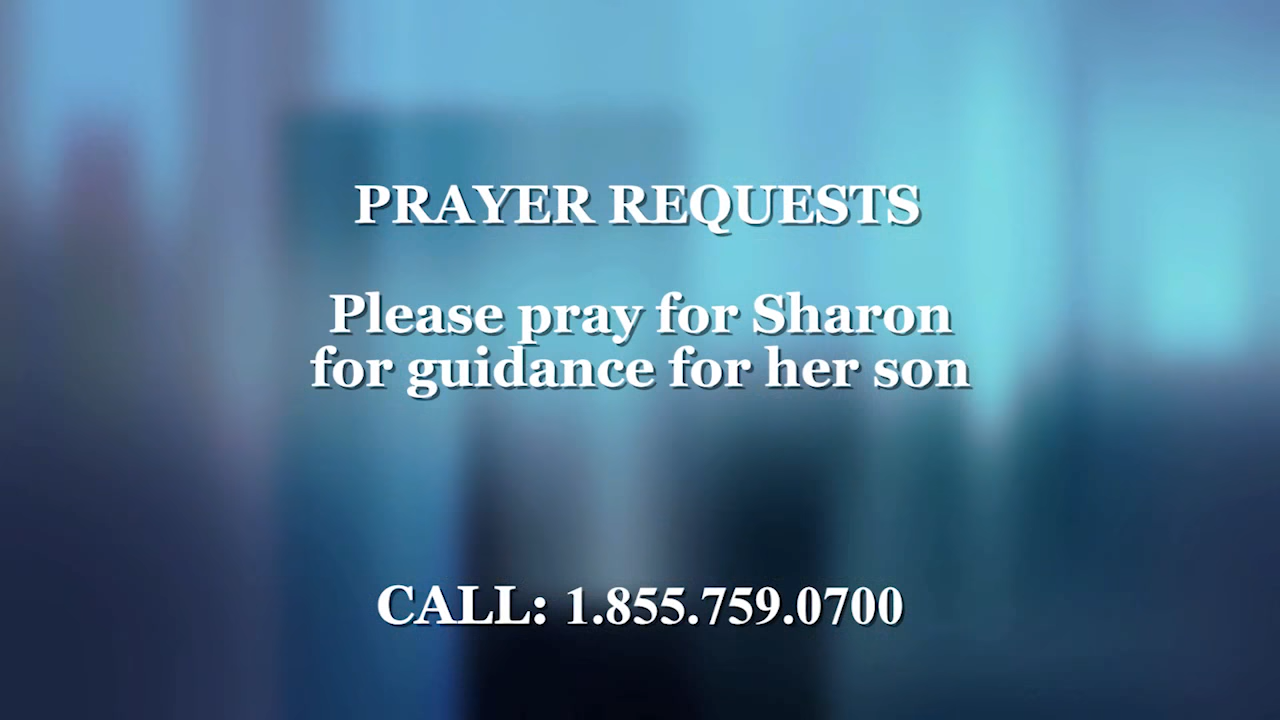 PRAYER REQUESTS
Please pray for Sharon
for guidance for her son
CALL: 1.855.759.0700